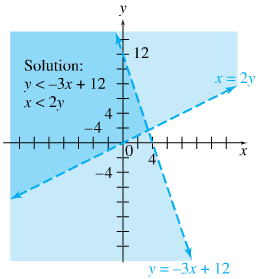 y
12
Solution:
y < –3x + 12
x < 2y
x = 2y
4
–4
0
4
x
–4
y = –3x + 12